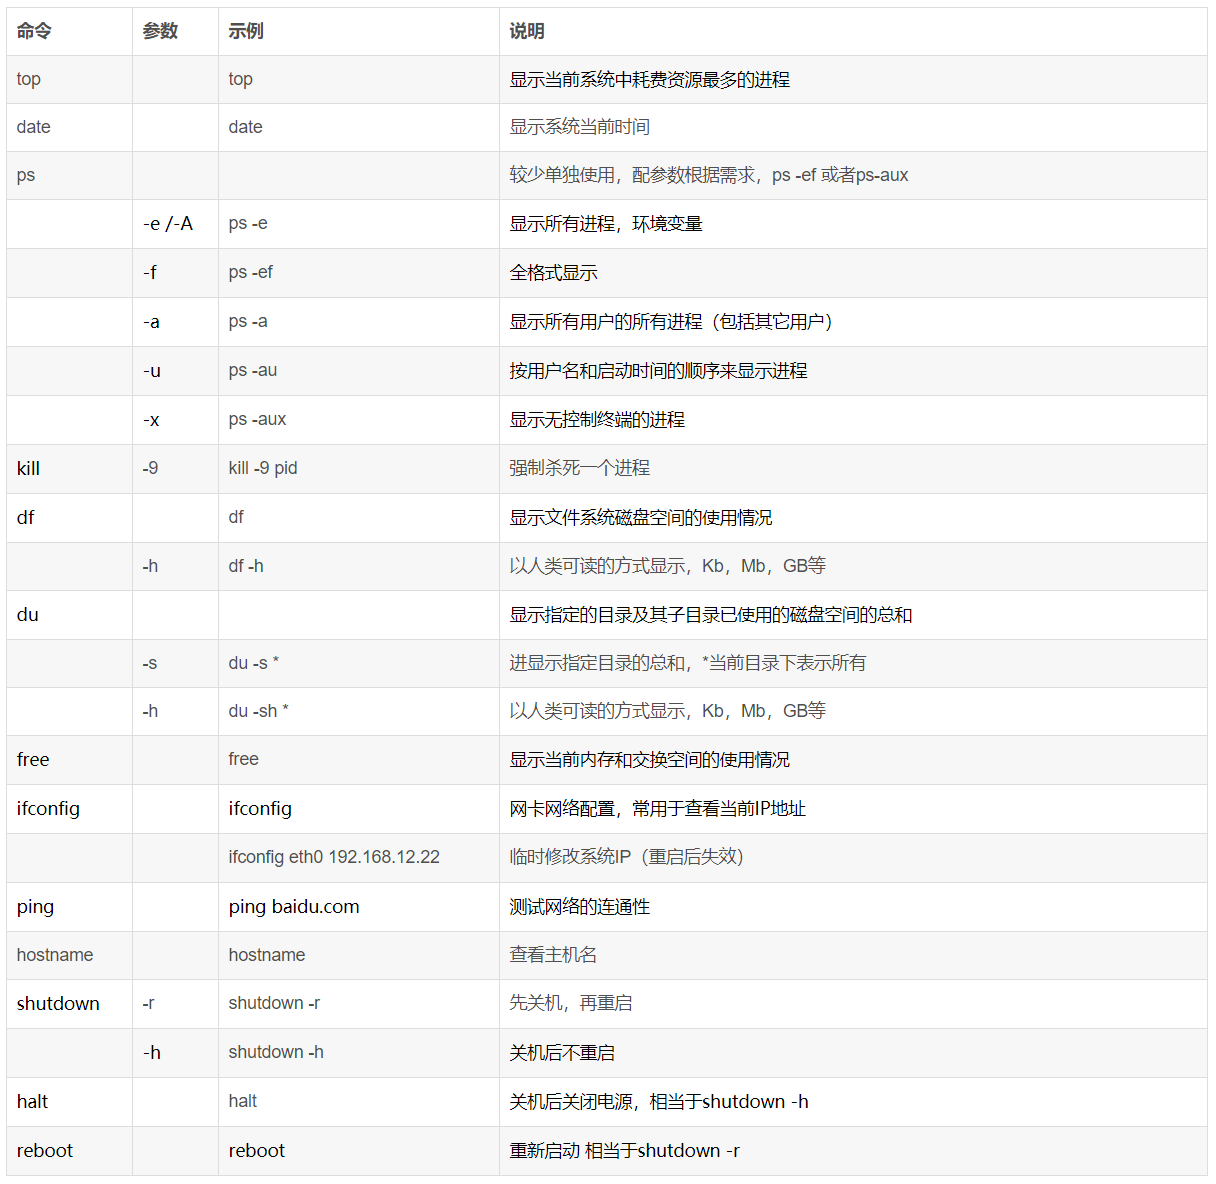 命令 参数 示例 说明
top top 显示当前系统中耗费资源最多的进程
date date 显示系统当前时间
ps 较少单独使用，配参数根据需求，ps -ef 或者ps-aux
-e /-A ps -e 显示所有进程，环境变量
-f ps -ef 全格式显示
-a ps -a 显示所有用户的所有进程（包括其它用户）
-u ps -au 按用户名和启动时间的顺序来显示进程
-x ps -aux 显示无控制终端的进程
kill -9 kill -9 pid 强制杀死一个进程
df df 显示文件系统磁盘空间的使用情况
-h df -h 以人类可读的方式显示，Kb，Mb，GB等
du 显示指定的目录及其子目录已使用的磁盘空间的总和
-s du -s * 进显示指定目录的总和，*当前目录下表示所有
-h du -sh * 以人类可读的方式显示，Kb，Mb，GB等
free free 显示当前内存和交换空间的使用情况
ifconfig ifconfig 网卡网络配置，常用于查看当前IP地址
ifconfig eth0 192.168.12.22 临时修改系统IP（重启后失效）
ping ping baidu.com 测试网络的连通性
hostname hostname 查看主机名
shutdown -r shutdown -r 先关机，再重启
-h shutdown -h 关机后不重启
halt halt 关机后关闭电源，相当于shutdown -h
reboot reboot 重新启动 相当于shutdown -r